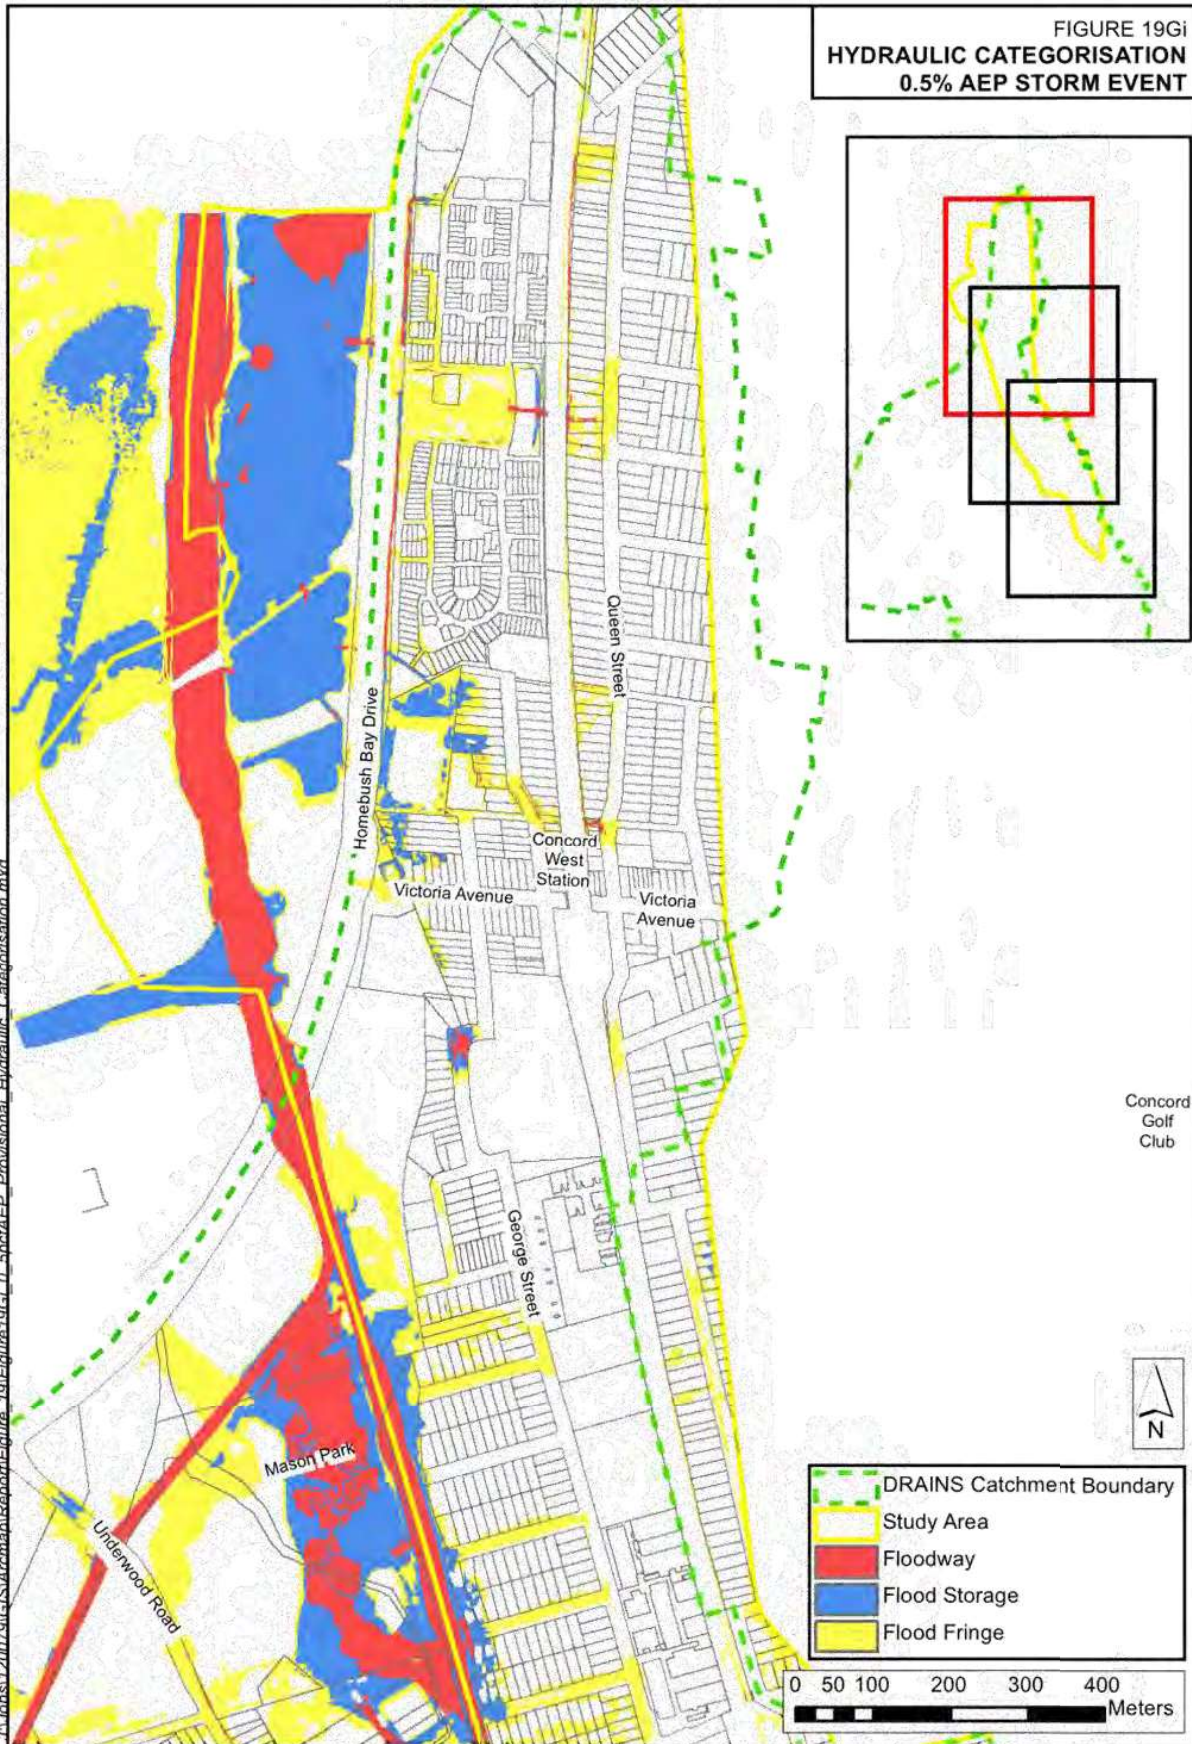 FIGURE 19Gi
HYDRAULIC CATEGORISATION
0.5% AEP STORM EVENT
Queen Street
Homebush Bay Drive
Concord
West
Station
Victoria Avenue
Victoria
Avenue
Concord
Golf
Club
George Street
Mason Park
Underwood Road
N
DRAINS Catchment Boundary
Study Area
Floodway
Flood Storage
Flood Fringe
0 50 100 200 300 400
Meters